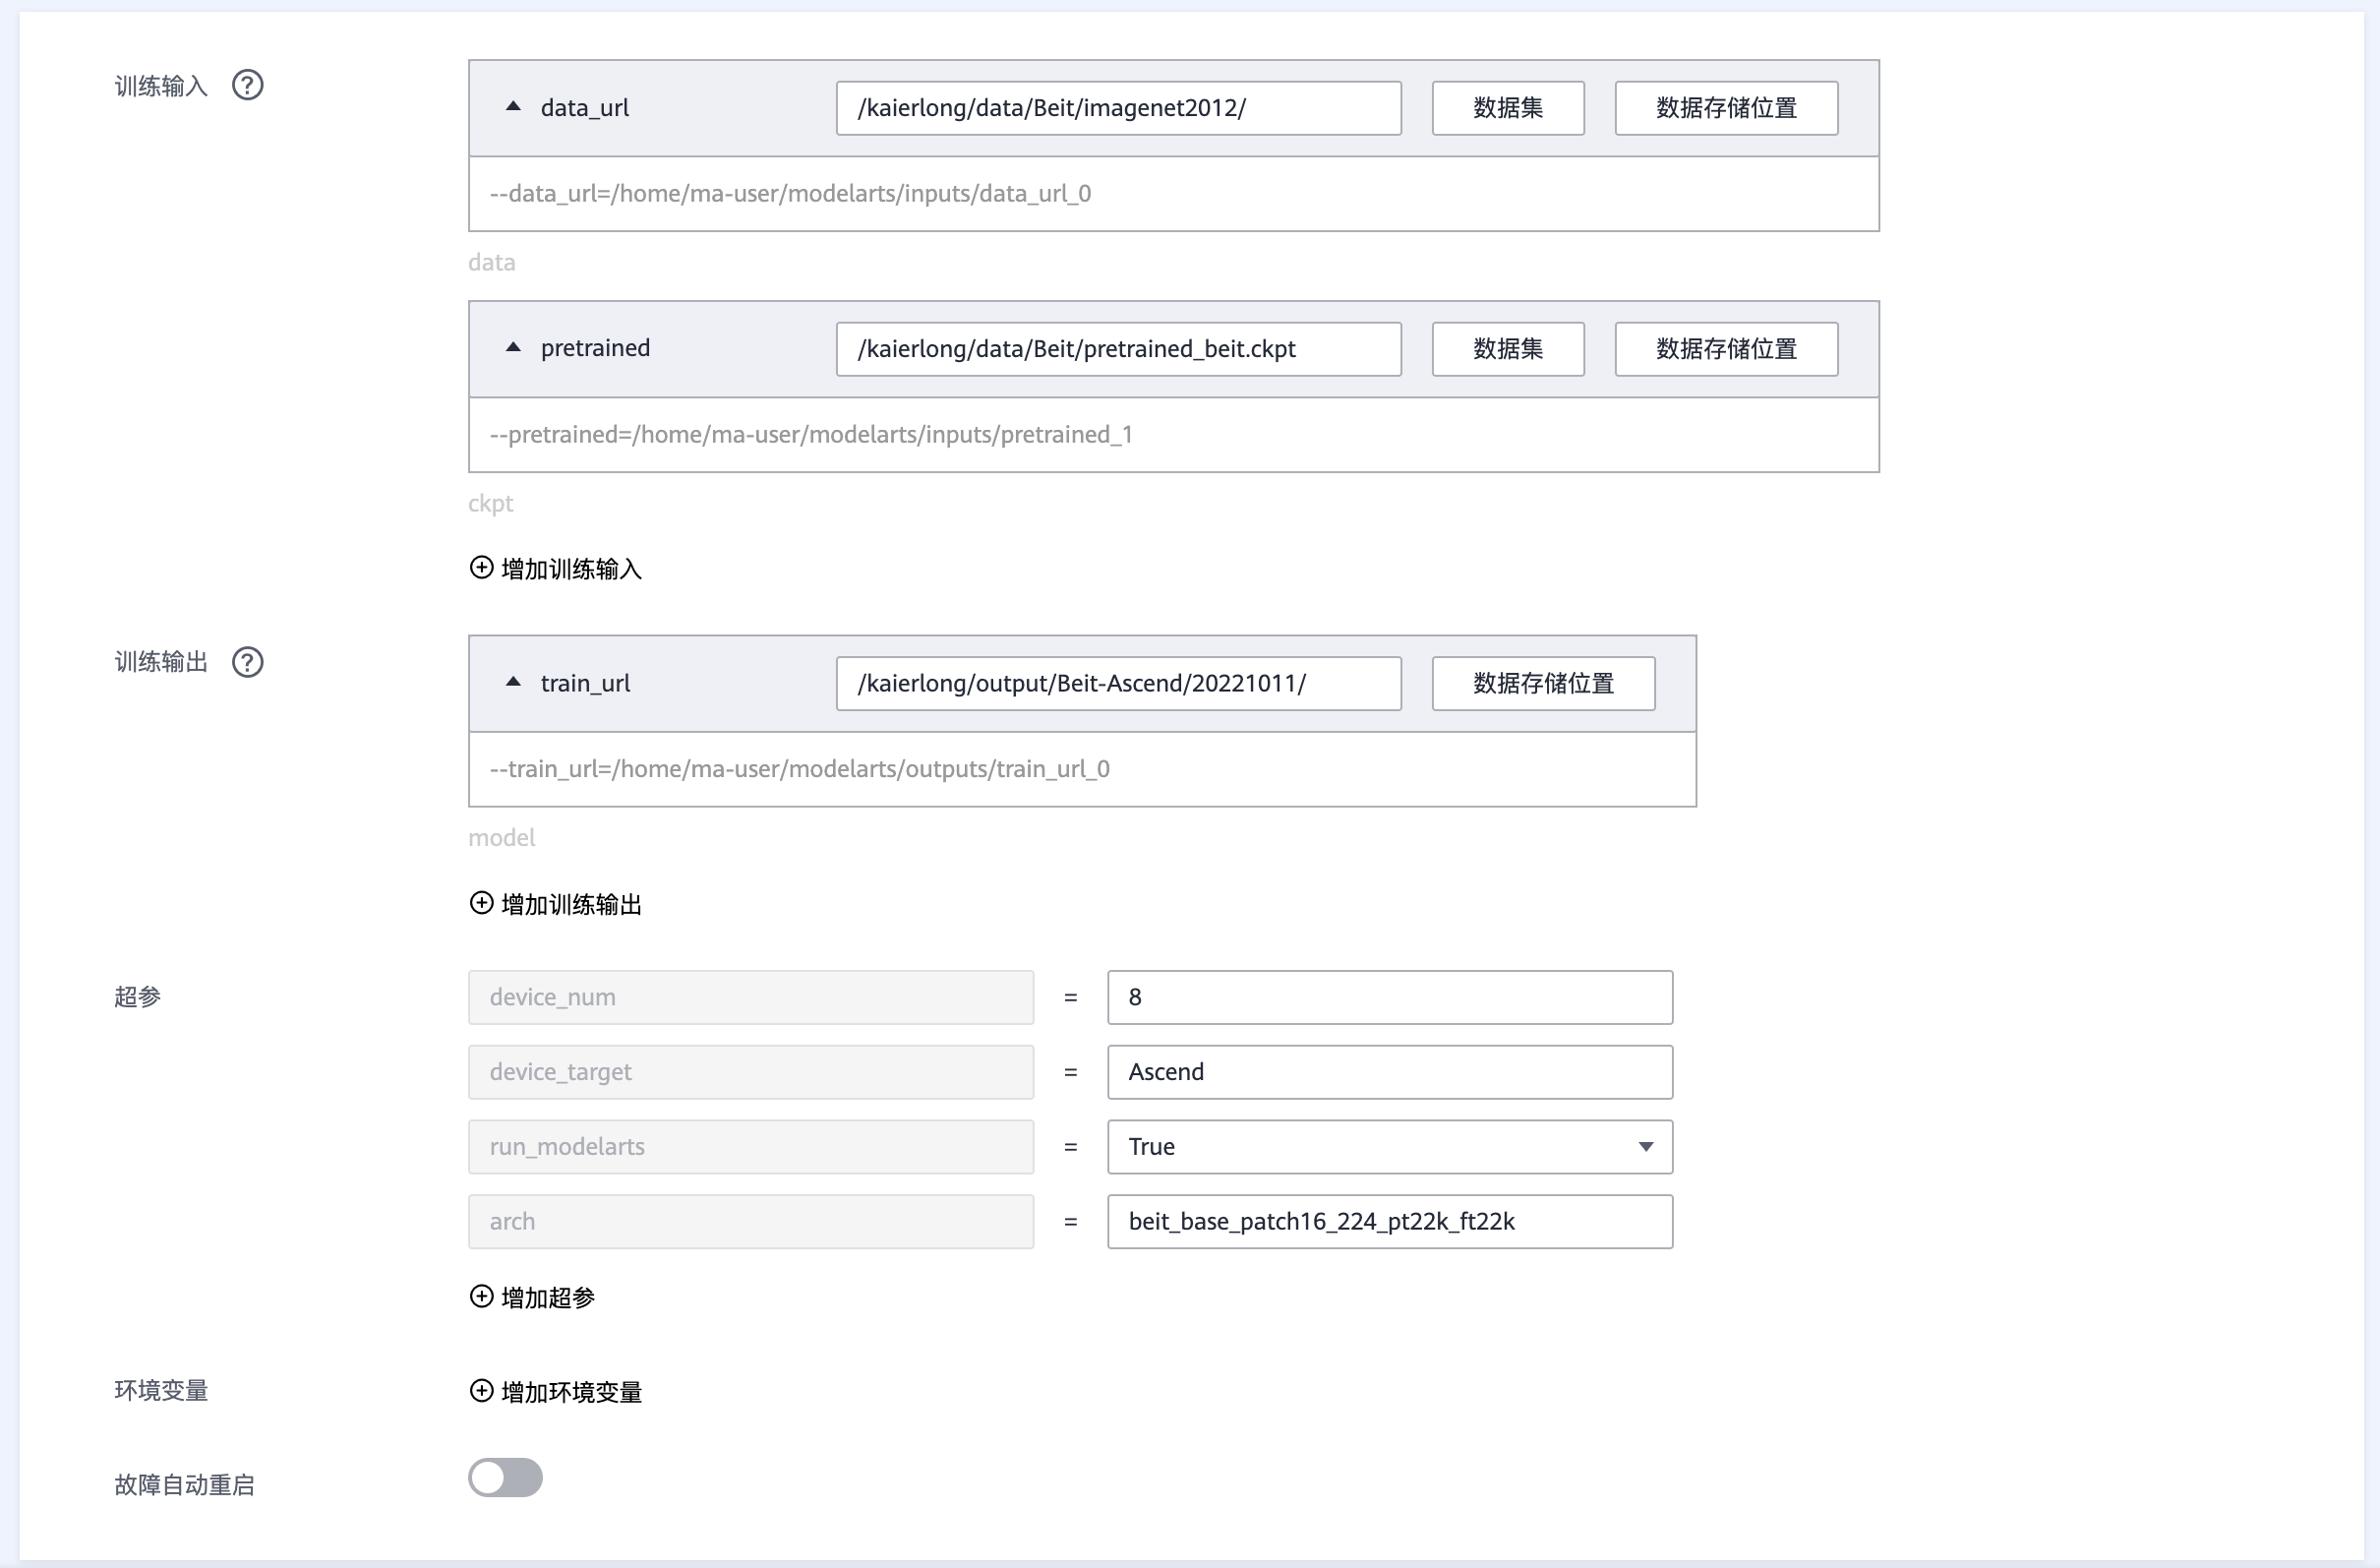 训练输入 ?
data_url /kaierlong/data/Beit/imagenet2012/ 数据集 数据存储位置
--data_url=/home/ma-user/modelarts/inputs/data_url_0
data
pretrained /kaierlong/data/Beit/pretrained_beit.ckpt 数据集 数据存储位置
--pretrained=/home/ma-user/modelarts/inputs/pretrained_1
ckpt
增加训练输入
训练输出 ?
train_url /kaierlong/output/Beit-Ascend/20221011/ 数据存储位置
--train_url=/home/ma-user/modelarts/outputs/train_url_0
model
增加训练输出
超参 device_num = 8
device_target = Ascend
run_modelarts = True
arch = beit_base_patch16_224_pt22k_ft22k
增加超参
环境变量 增加环境变量
故障自动重启